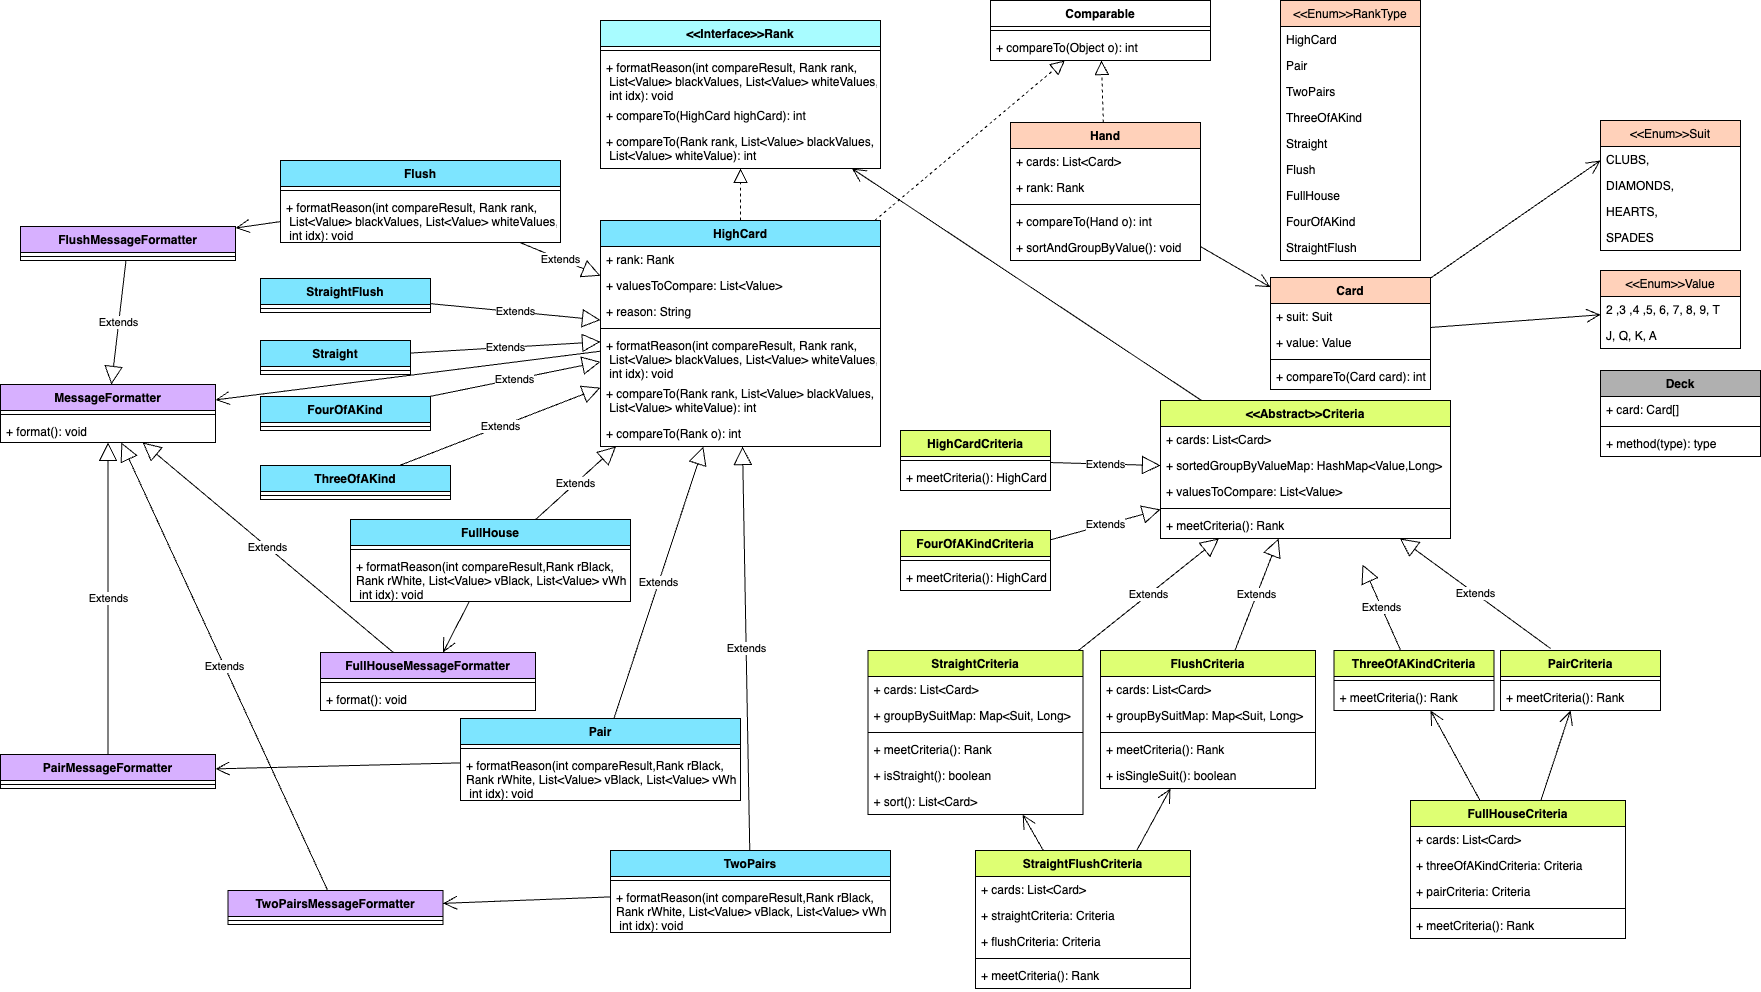 <<Interface>>Rank
+ formatReason(int compareResult, Rank rank,
List<Value> blackValues, List<Value> whiteValues,
int idx): void
+ compareTo(HighCard highCard): int
+ compareTo(Rank rank, List<Value> blackValues,
List<Value> whiteValue): int
Comparable
+ compareTo(Object o): int
<<Enum>>RankType
HighCard
Pair
TwoPairs
ThreeOfAKind
Straight
Flush
FullHouse
FourOfAKind
StraightFlush
Hand
+ cards: List<Card>
+ rank: Rank
+ compareTo(Hand o): int
+ sortAndGroupByValue(): void
<<Enum>>Suit
CLUBS,
DIAMONDS,
HEARTS,
SPADES
Flush
+ formatReason(int compareResult, Rank rank,
List<Value> blackValues, List<Value> whiteValues,
int idx): void
FlushMessageFormatter
Extends
HighCard
+ rank: Rank
+ valuesToCompare: List<Value>
+ reason: String
+ formatReason(int compareResult, Rank rank,
List<Value> blackValues, List<Value> whiteValues,
int idx): void
+ compareTo(Rank rank, List<Value> blackValues,
List<Value> whiteValue): int
+ compareTo(Rank o): int
Card
+ suit: Suit
+ value: Value
+ compareTo(Card card): int
<<Enum>>Value
2 ,3 ,4 ,5, 6, 7, 8, 9, T
J, Q, K, A
Deck
+ card: Card[]
+ method(type): type
StraightFlush
Extends
Extends
Straight
Extends
Extends
FourOfAKind
Extends
ThreeOfAKind
MessageFormatter
+ format(): void
<<Abstract>>Criteria
+ cards: List<Card>
+ sortedGroupByValueMap: HashMap<Value,Long>
+ valuesToCompare: List<Value>
+ meetCriteria(): Rank
HighCardCriteria
+ meetCriteria(): HighCard
Extends
FourOfAKindCriteria
+ meetCriteria(): HighCard
Extends
Extends
FullHouse
+ formatReason(int compareResult,Rank rBlack,
Rank rWhite, List<Value> vBlack, List<Value> vWh
int idx): void
Extends
Extends
Extends
Extends
Extends
Extends
Extends
Extends
Extends
Extends
FullHouseMessageFormatter
+ format(): void
StraightCriteria
+ cards: List<Card>
+ groupBySuitMap: Map<Suit, Long>
+ meetCriteria(): Rank
+ isStraight(): boolean
+ sort(): List<Card>
FlushCriteria
+ cards: List<Card>
+ groupBySuitMap: Map<Suit, Long>
+ meetCriteria(): Rank
+ isSingleSuit(): boolean
ThreeOfAKindCriteria
+ meetCriteria(): Rank
PairCriteria
+ meetCriteria(): Rank
Pair
+ formatReason(int compareResult,Rank rBlack,
Rank rWhite, List<Value> vBlack, List<Value> vWh
int idx): void
PairMessageFormatter
TwoPairs
+ formatReason(int compareResult,Rank rBlack,
Rank rWhite, List<Value> vBlack, List<Value> vWh
int idx): void
TwoPairsMessageFormatter
StraightFlushCriteria
+ cards: List<Card>
+ straightCriteria: Criteria
+ flushCriteria: Criteria
+ meetCriteria(): Rank
FullHouseCriteria
+ cards: List<Card>
+ threeOfAKindCriteria: Criteria
+ pairCriteria: Criteria
+ meetCriteria(): Rank